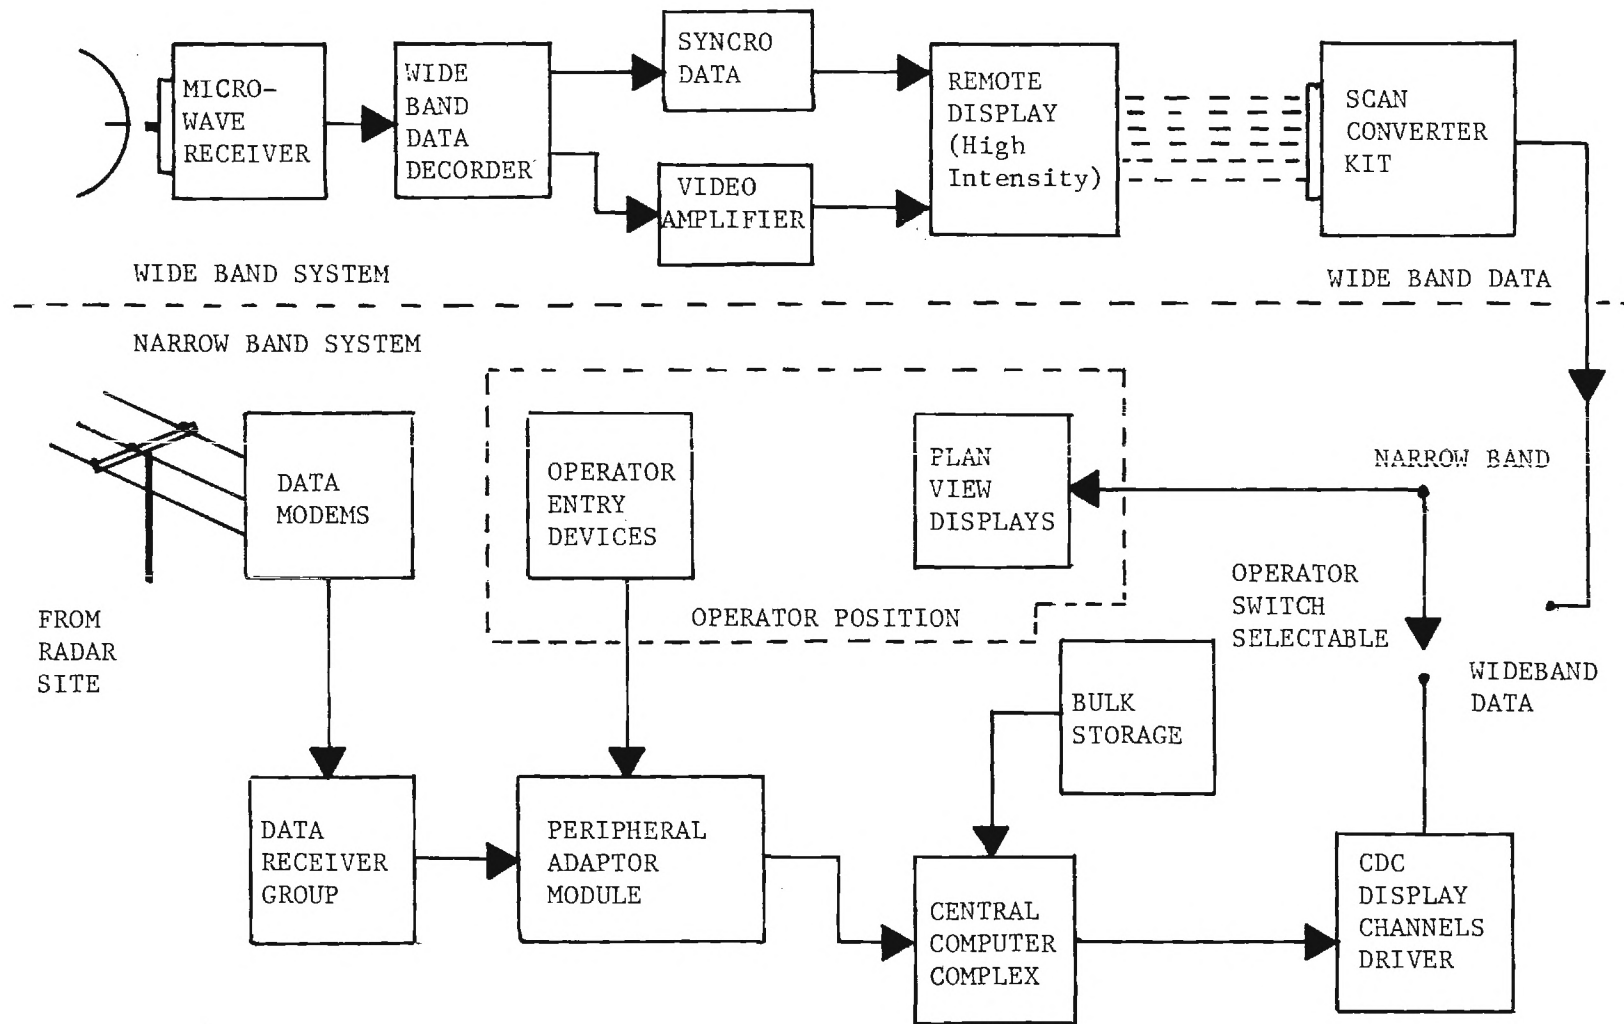 MICRO-
WAVE
RECEIVER
WIDE
BAND
DATA
DECORDER
SYNCRO
DATA
VIDEO
AMPLIFIER
REMOTE
DISPLAY
(High
Intensity)
SCAN
CONVERTER
KIT
WIDE BAND SYSTEM
WIDE BAND DATA
NARROW BAND SYSTEM
DATA
MODEMS
OPERATOR
ENTRY
DEVICES
PLAN
VIEW
DISPLAYS
NARROW BAND
OPERATOR POSITION
OPERATOR
SWITCH
SELECTABLE
FROM
RADAR
SITE
WIDEBAND
DATA
BULK
STORAGE
DATA
RECEIVER
GROUP
PERIPHERAL
ADAPTOR
MODULE
CENTRAL
COMPUTER
COMPLEX
CDC
DISPLAY
CHANNELS
DRIVER